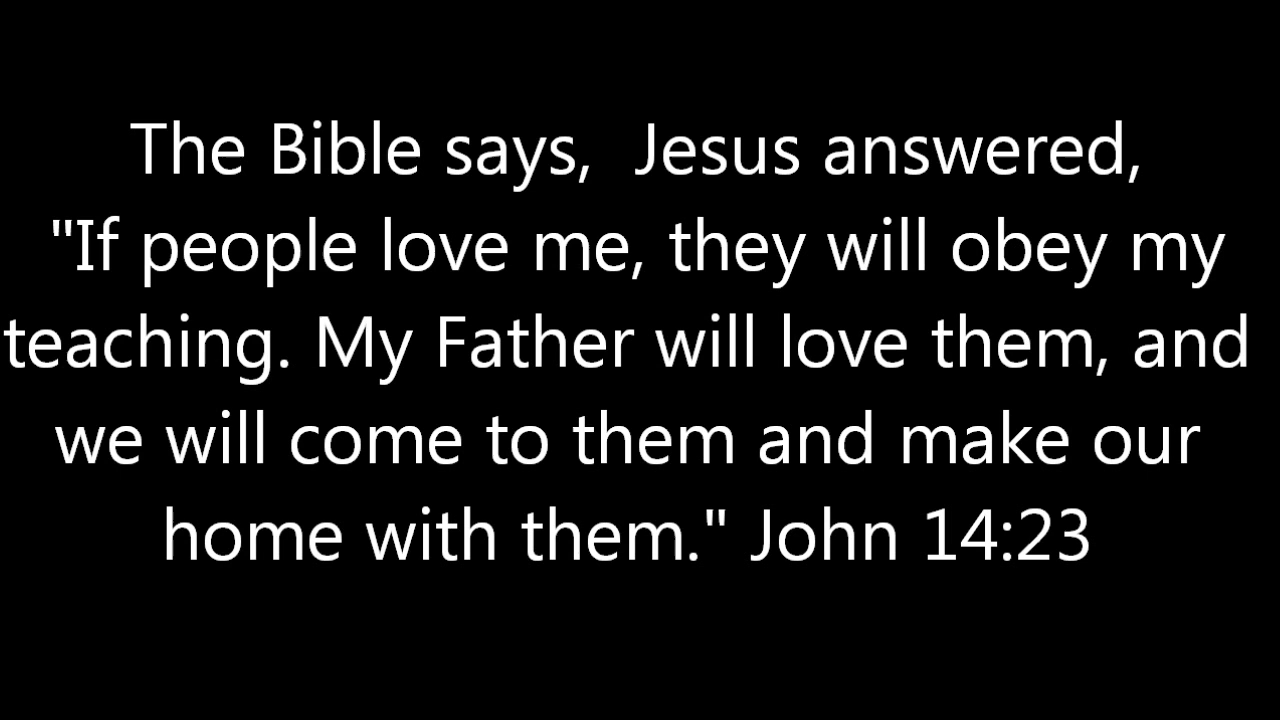 The Bible says,  Jesus answered,
"If people love me, they will obey my
teaching. My Father will love them, and
we will come to them and make our
home with them." John 14:23